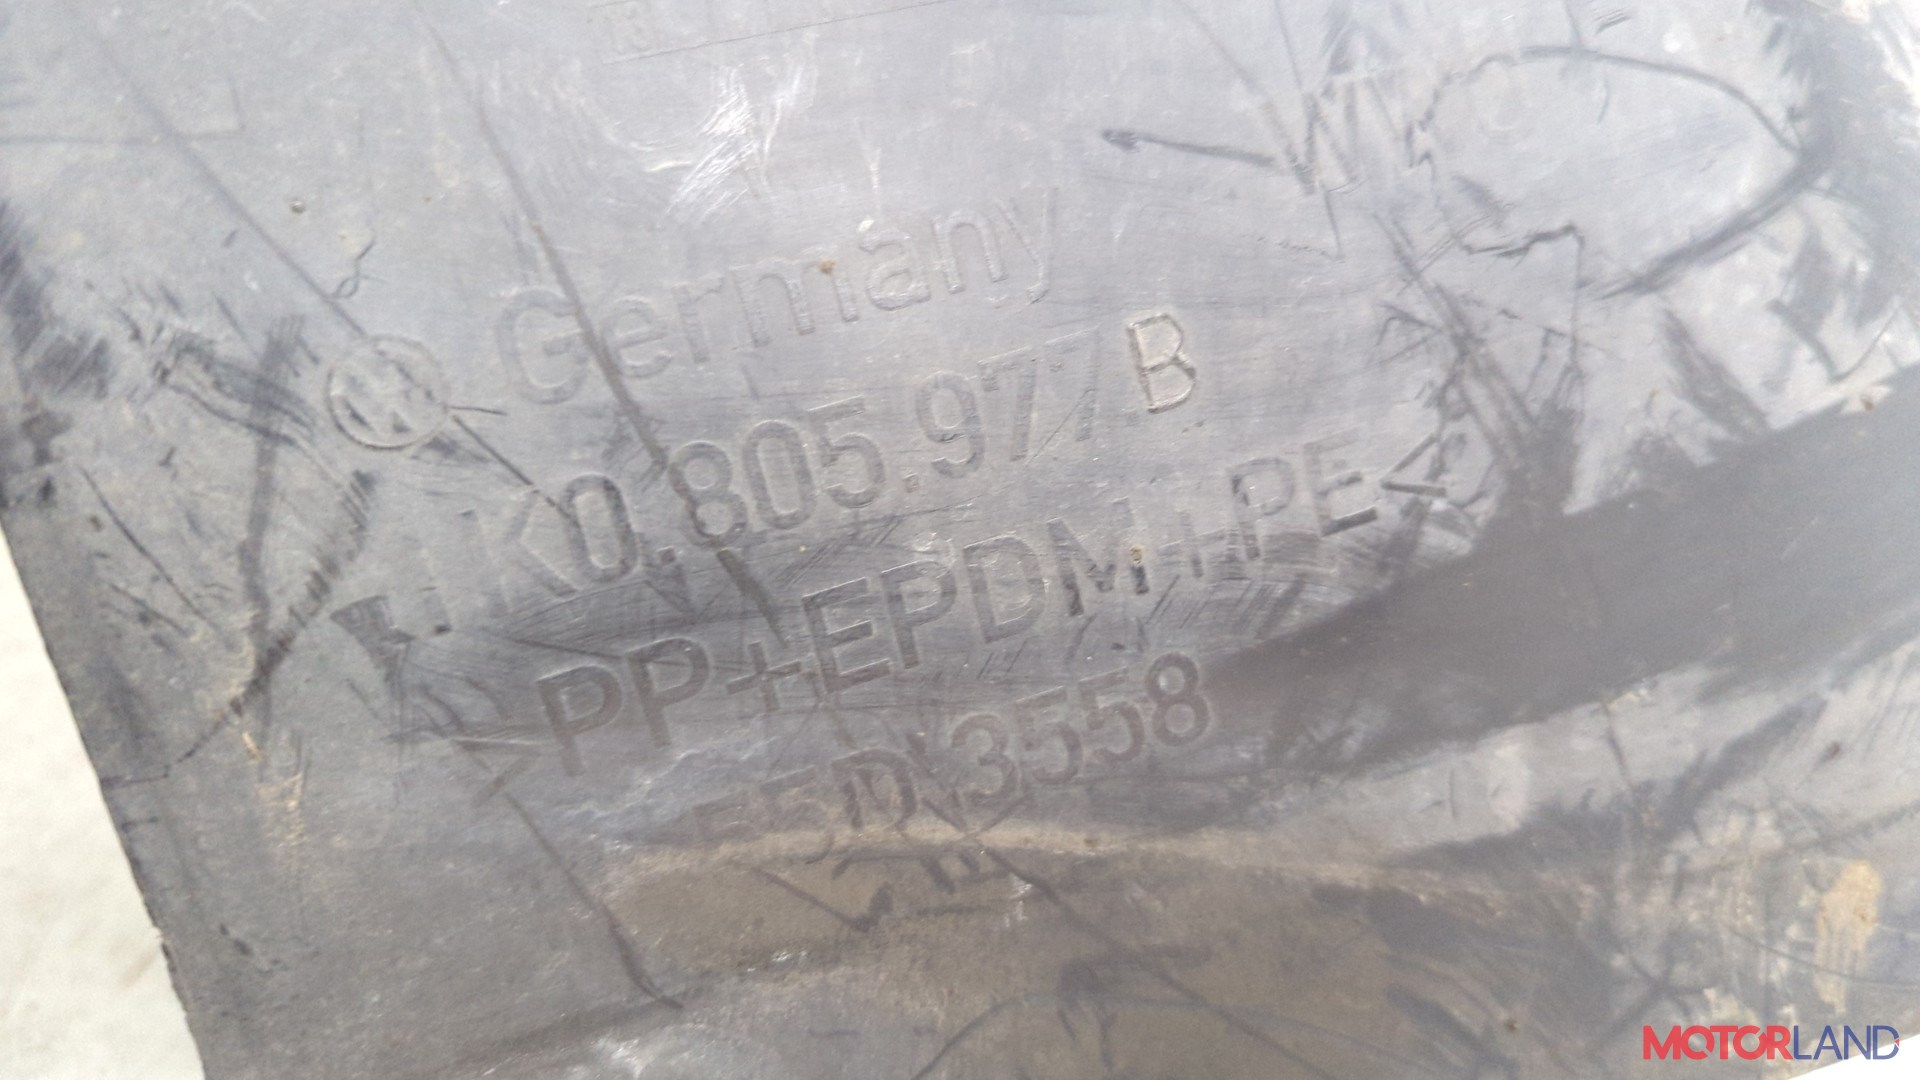 Germany
1K0.805.977.B
>PP+EPDM+PE<
3558
MOTORLAND